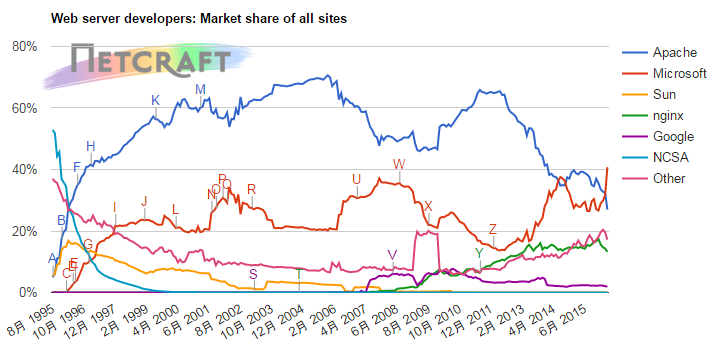 Web server developers: Market share of all sites
NETCRAFT
80%
60%
40%
20%
0%
A
B
C
E
F
G
H
I
J
K
L
M
N
O
P
Q
R
S
T
U
V
W
X
Y
Z
8月 1995
10月 1996
12月 1997
2月 1999
4月 2000
6月 2001
8月 2002
10月 2003
12月 2004
2月 2006
4月 2007
6月 2008
8月 2009
10月 2010
12月 2011
2月 2013
4月 2014
6月 2015
Apache
Microsoft
Sun
nginx
Google
NCSA
Other